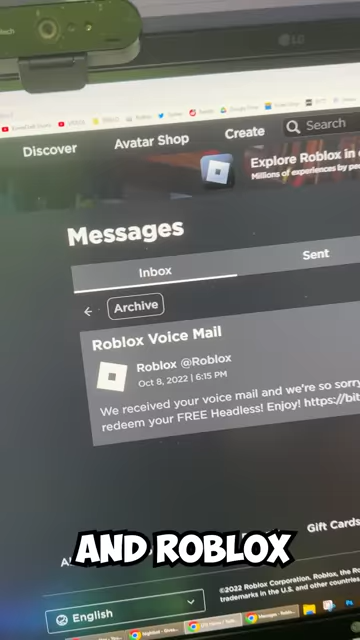 LG
Discover Avatar Shop Create Search
Explore Roblox in
Millions of experiences
Messages
Inbox Sent
Archive
Roblox Voice Mail
Roblox @Roblox
Oct 8, 2022 | 6:15 PM
We received your voice mail and we're so sorry
redeem your FREE Headless! Enjoy! https://bit
AND ROBLOX
Gift Cards
©2022 Roblox Corporation. Roblox, the
trademarks in the U.S. and other countries
English